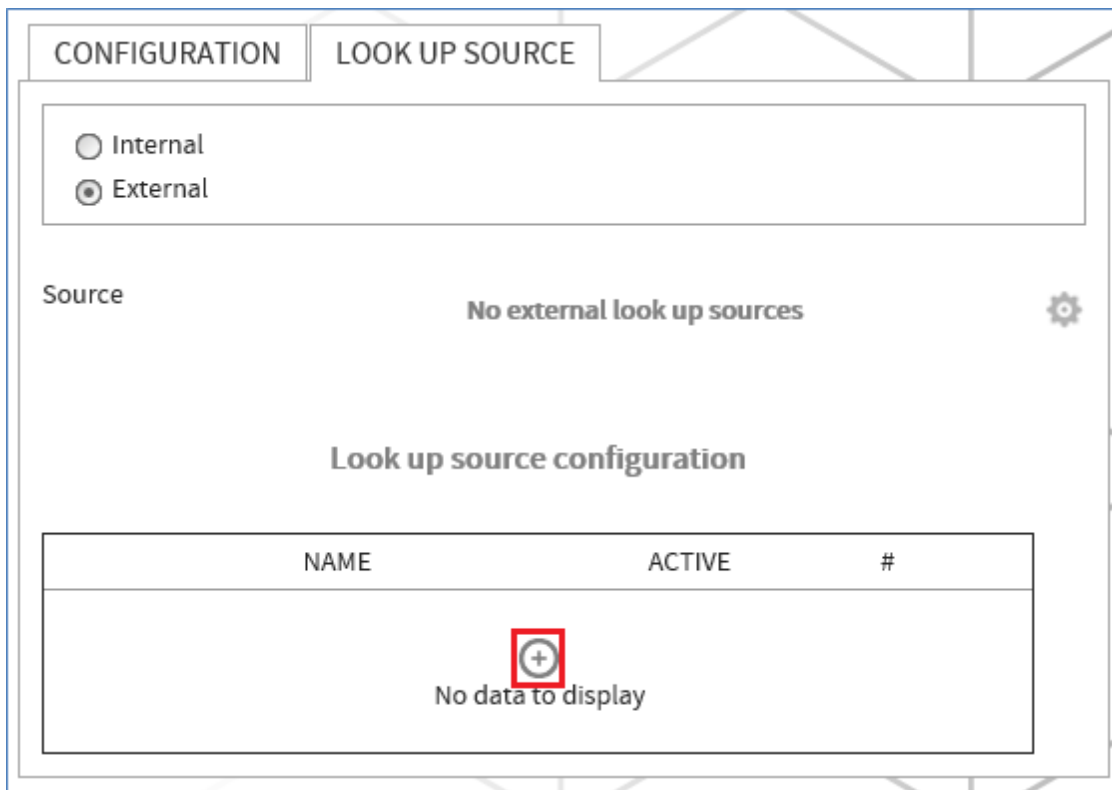 CONFIGURATION LOOK UP SOURCE
Internal
External
Source No external look up sources
Look up source configuration
NAME ACTIVE #
No data to display